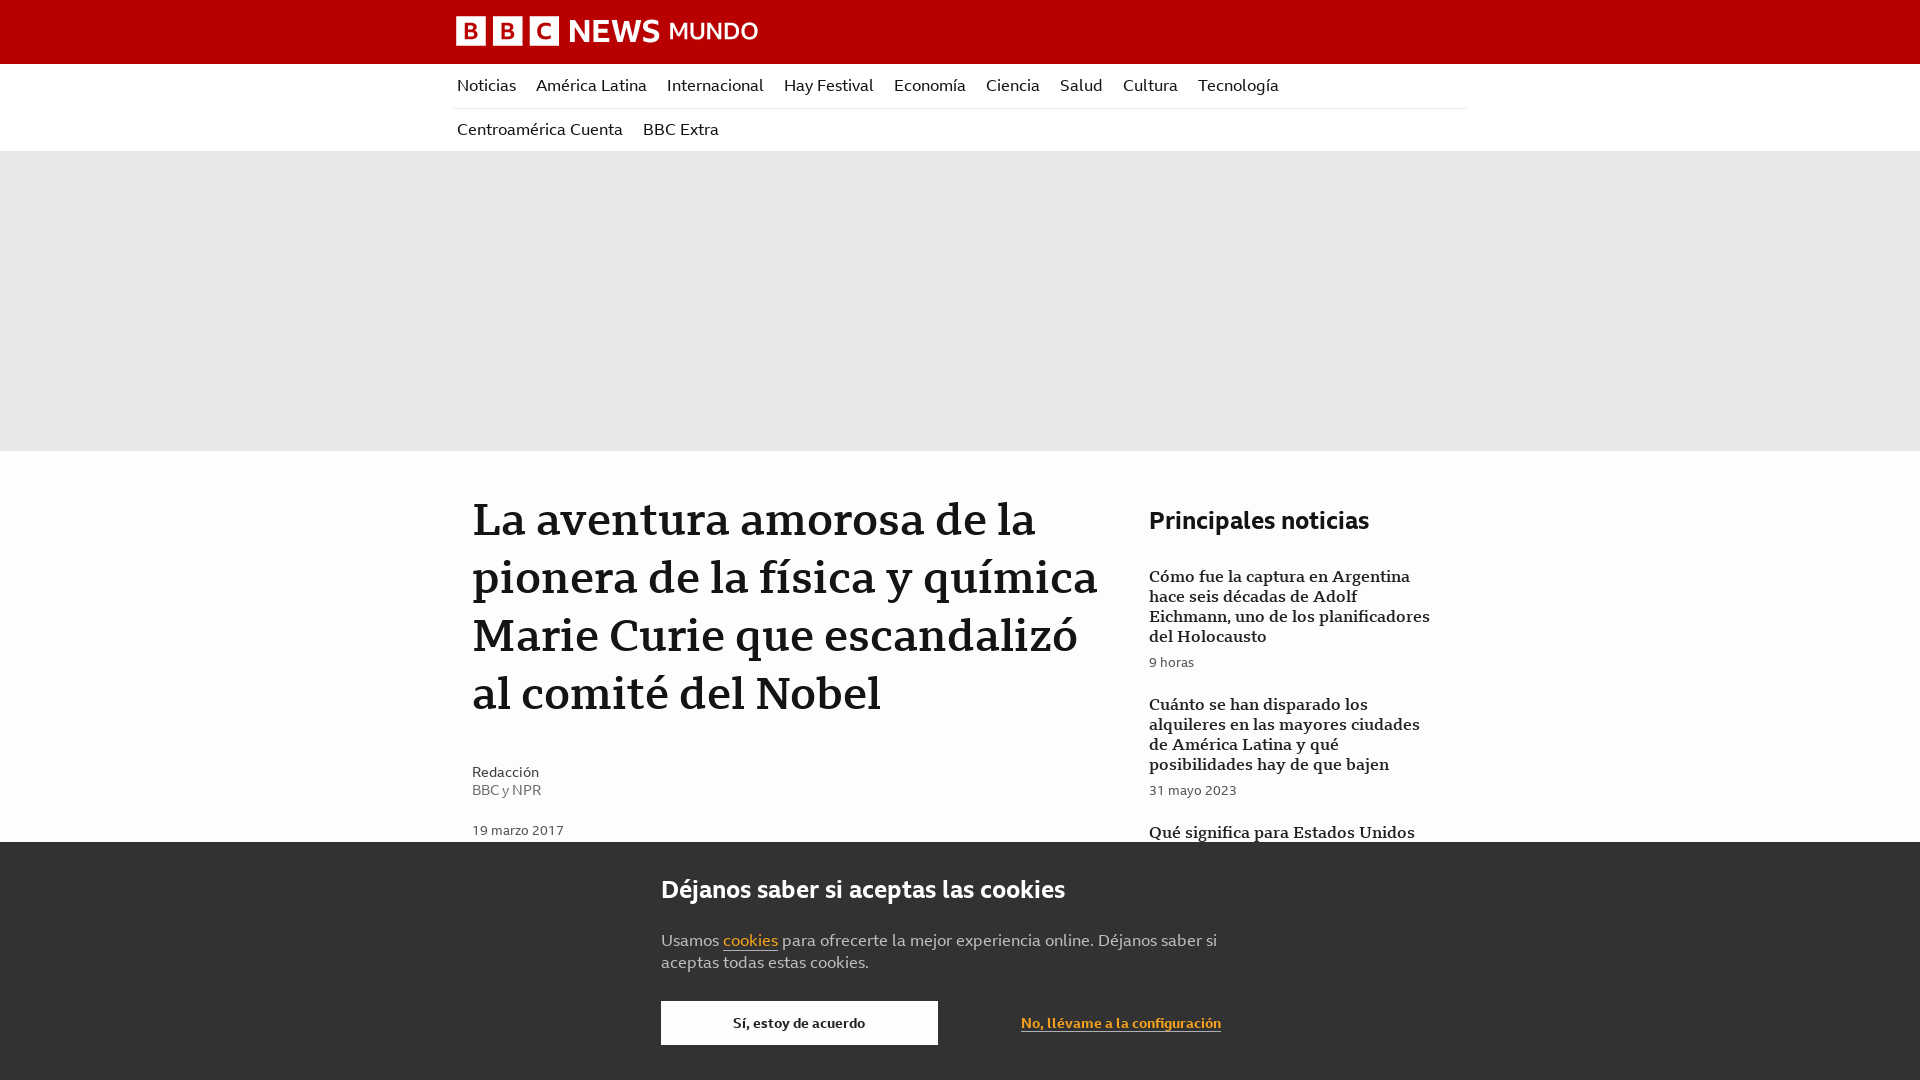 BBC NEWS MUNDO
Noticias América Latina Internacional Hay Festival Economía Ciencia Salud Cultura Tecnología
Centroamérica Cuenta BBC Extra
La aventura amorosa de la
pionera de la física y química
Marie Curie que escandalizó
al comité del Nobel
Redacción
BBC y NPR
19 marzo 2017
Principales noticias
Cómo fue la captura en Argentina
hace seis décadas de Adolf
Eichmann, uno de los planificadores
del Holocausto
9 horas
Cuánto se han disparado los
alquileres en las mayores ciudades
de América Latina y qué
posibilidades hay de que bajen
31 mayo 2023
Qué significa para Estados Unidos
Déjanos saber si aceptas las cookies
Usamos cookies para ofrecerte la mejor experiencia online. Déjanos saber si
aceptas todas estas cookies.
Sí, estoy de acuerdo
No, llévame a la configuración